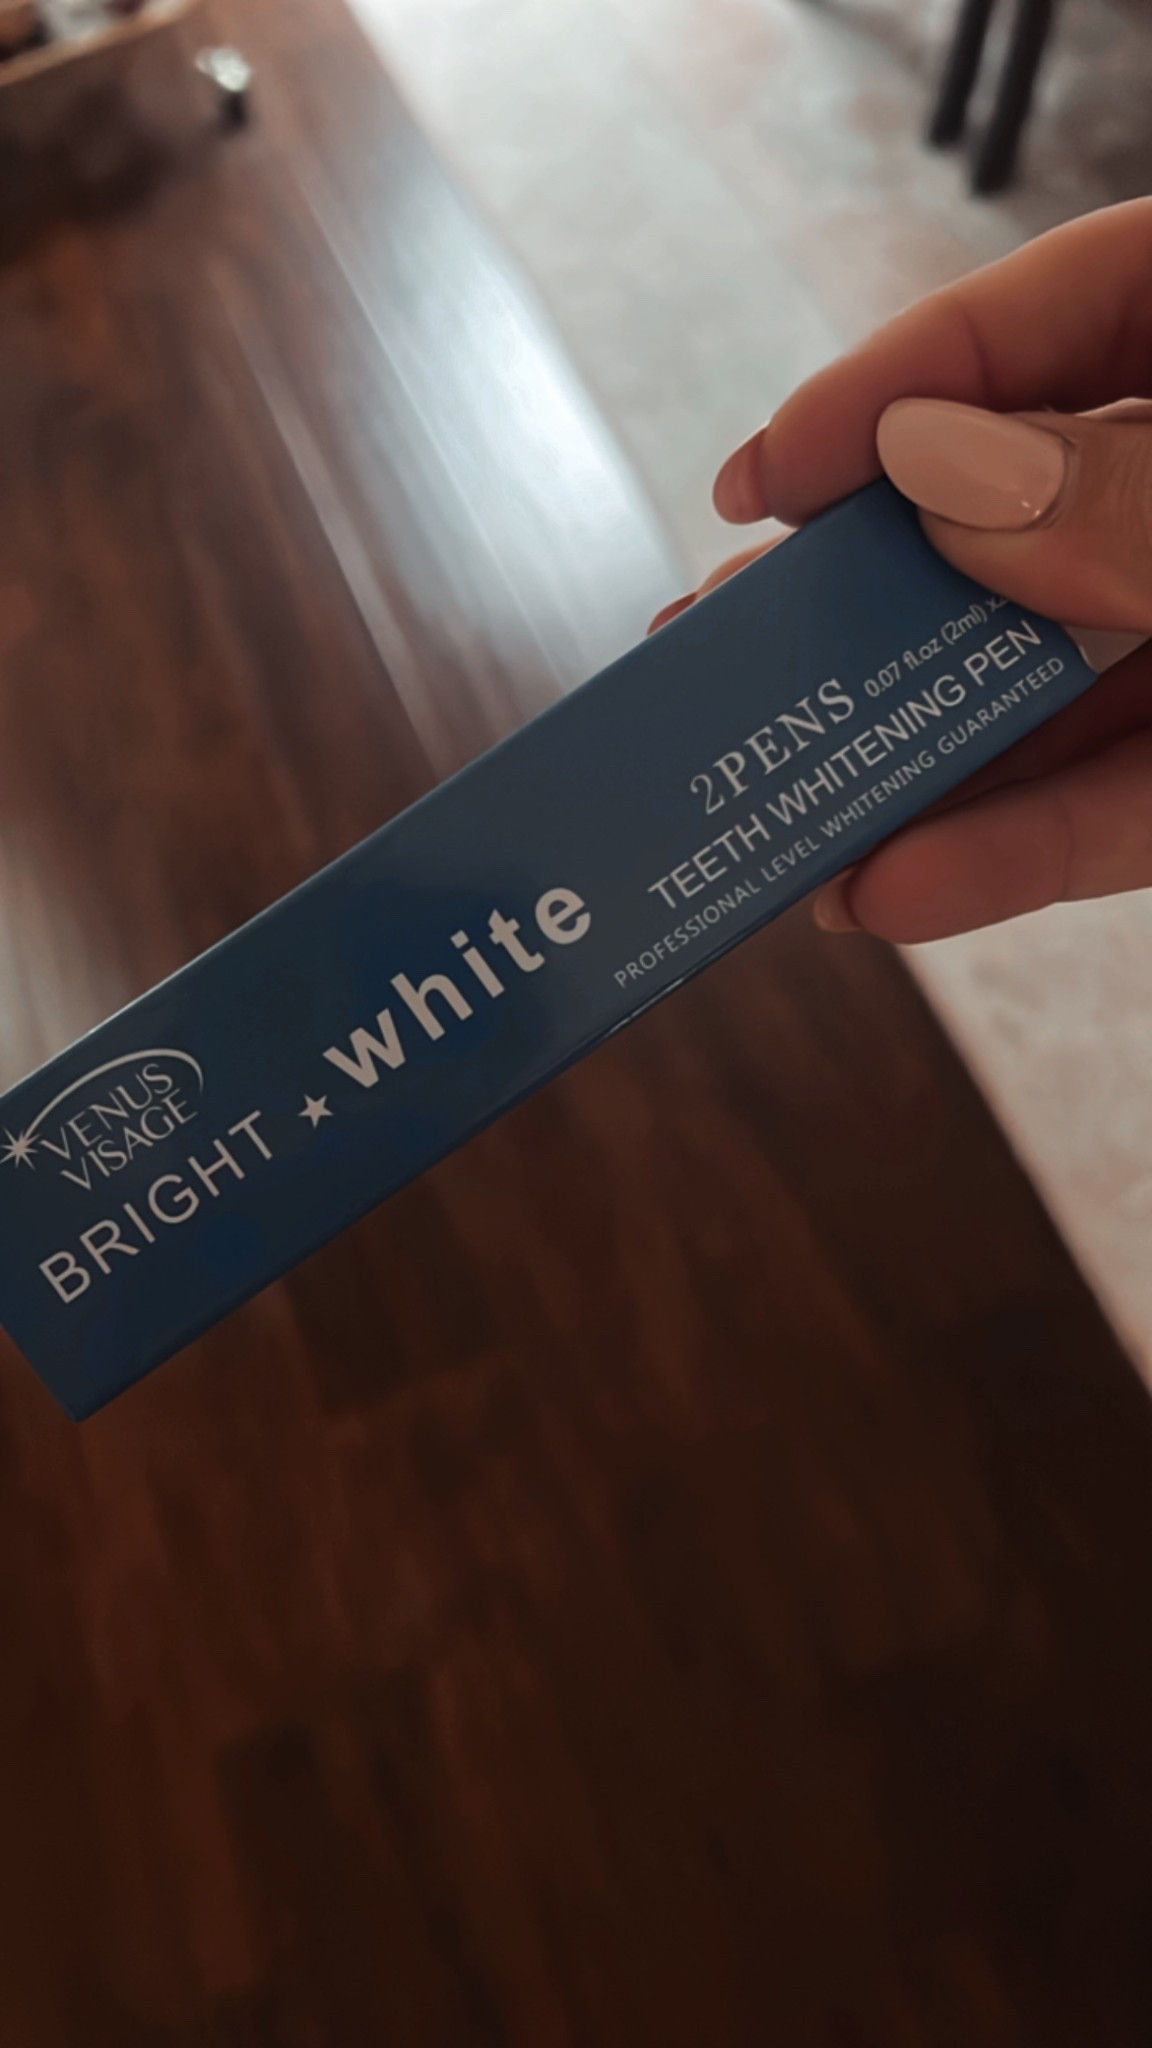 VENUS
VISAGE
BRIGHT ★ white
2PENS 0.07 fl.oz (2ml)
TEETH WHITENING PEN
PROFESSIONAL LEVEL WHITENING GUARANTEED